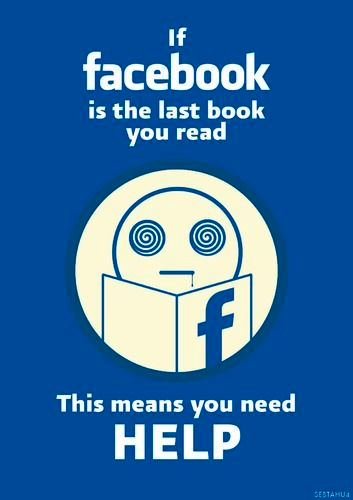 If
facebook
is the last book
you read
f
This means you need
HELP